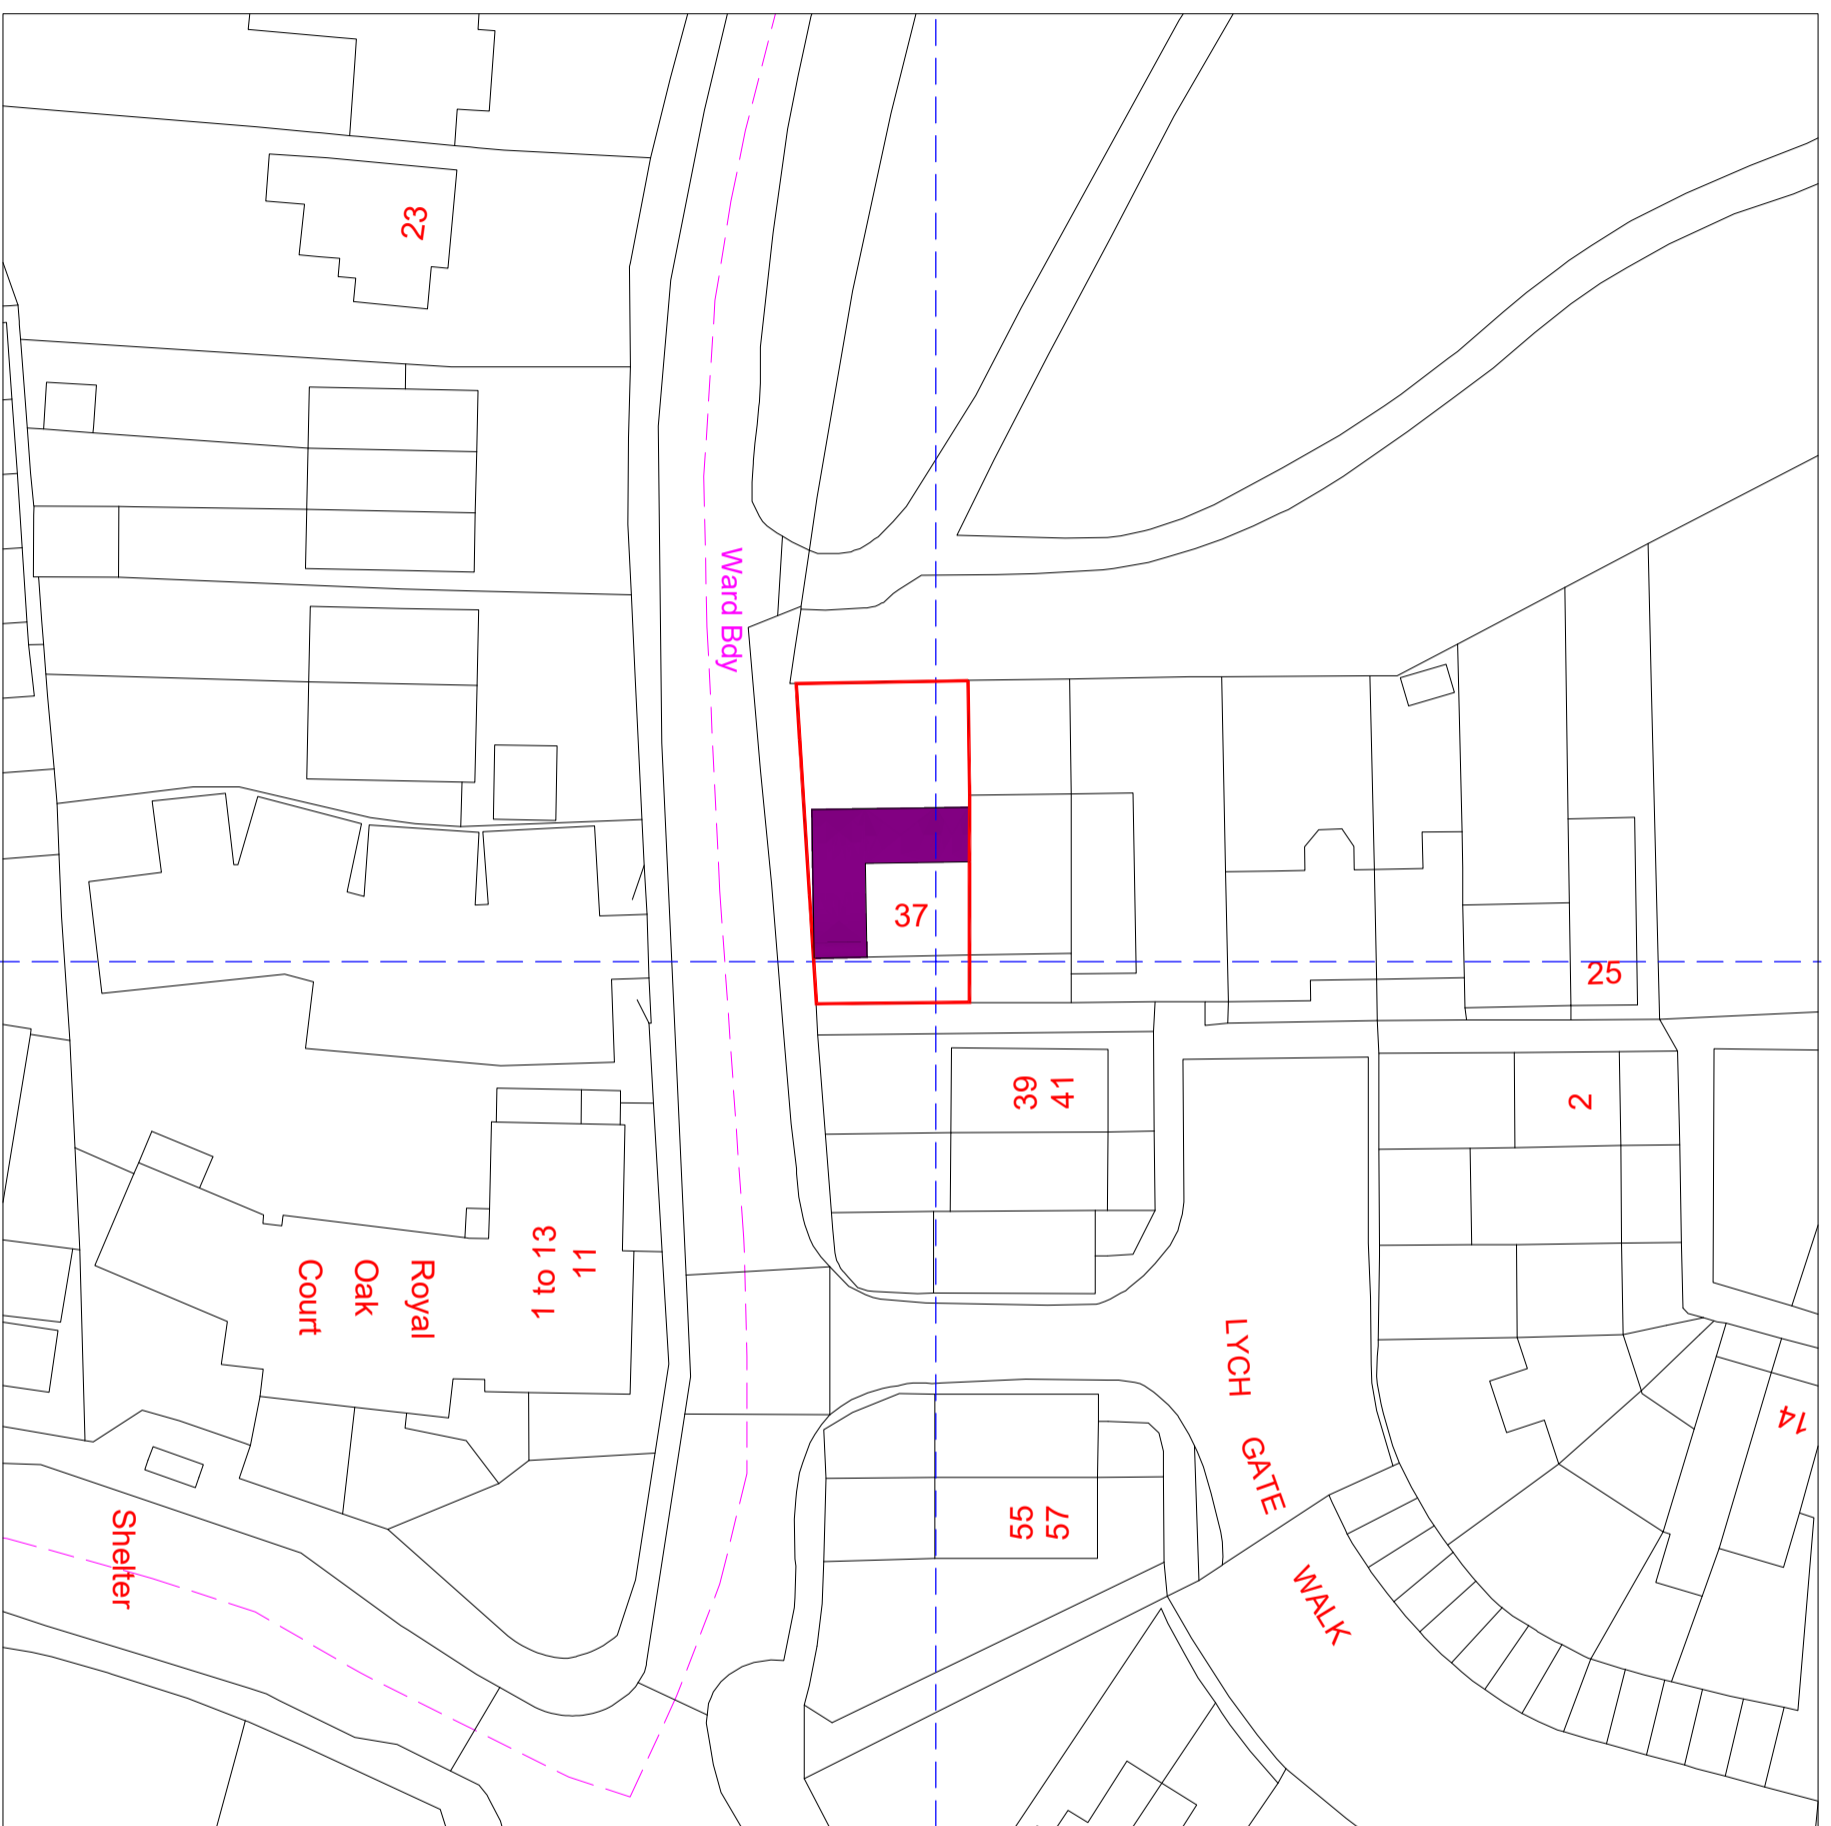 23
Ward Bdy
37
25
39
41
2
1 to 13
11
Royal
Oak
Court
LYCH
GATE
WALK
14
55
57
Shelter